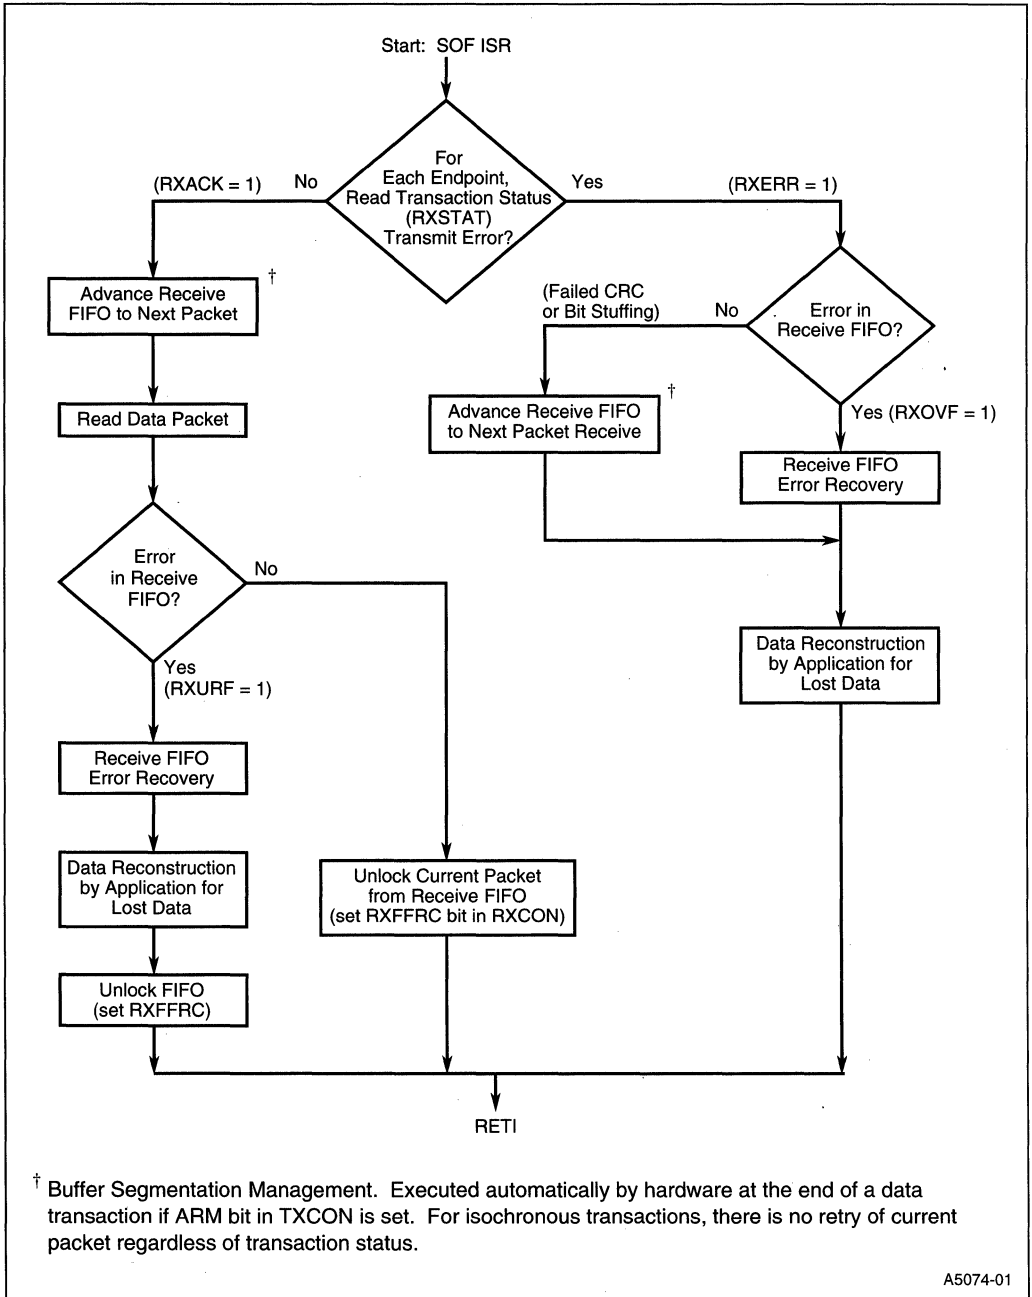 Start: SOF ISR
For
Each Endpoint,
Read Transaction Status
(RXSTAT)
Transmit Error?
(RXACK = 1) No
Yes (RXERR = 1)
†
Advance Receive
FIFO to Next Packet
Read Data Packet
Error
in Receive
FIFO?
No
Yes
(RXURF = 1)
Receive FIFO
Error Recovery
Data Reconstruction
by Application for
Lost Data
Unlock FIFO
(set RXFFRC)
Unlock Current Packet
from Receive FIFO
(set RXFFRC bit in RXCON)
Error in
Receive FIFO?
(Failed CRC
or Bit Stuffing) No
†
Advance Receive FIFO
to Next Packet Receive
Yes (RXOVF = 1)
Receive FIFO
Error Recovery
Data Reconstruction
by Application for
Lost Data
RETI
† Buffer Segmentation Management. Executed automatically by hardware at the end of a data
transaction if ARM bit in TXCON is set. For isochronous transactions, there is no retry of current
packet regardless of transaction status.
A5074-01